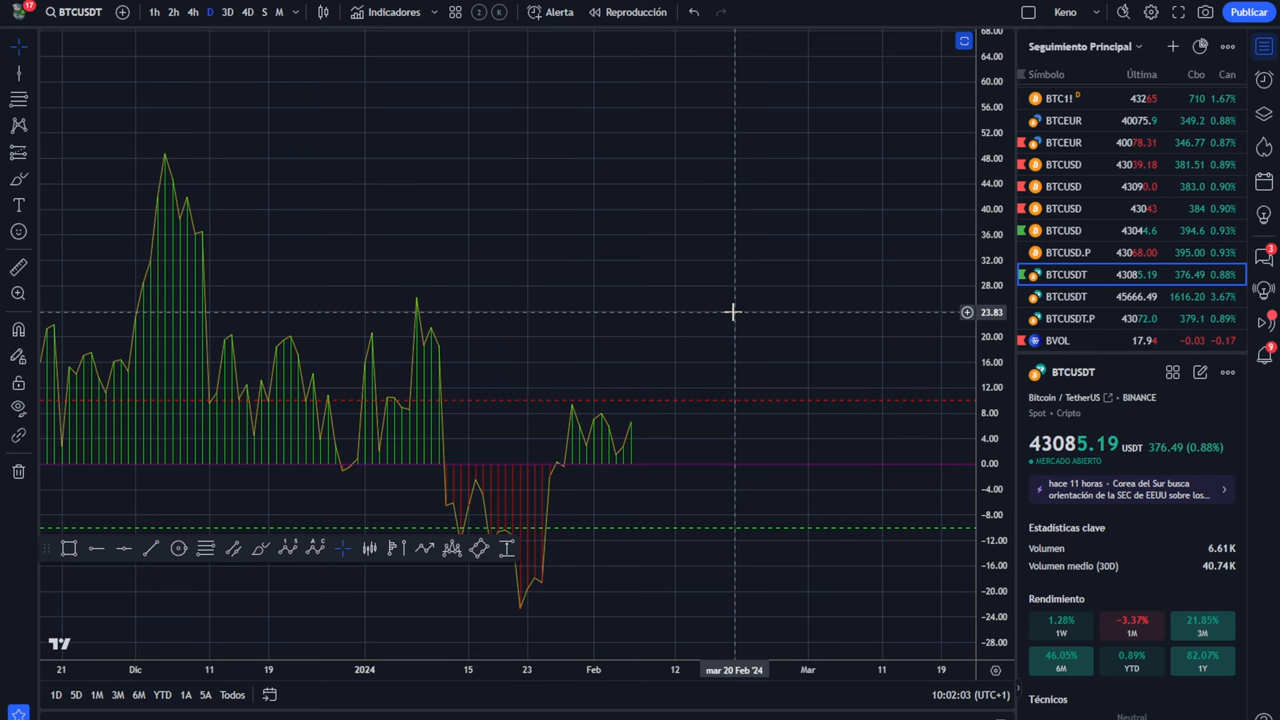 17 BTCUSDT 1h 2h 4h D 3D 4D S M Indicadores Alerta Reproducción Keno Publicar
Seguimiento Principal
Símbolo Última Cbo Can
BTC1! D 43265 710 1.67%
BTCEUR 40075.9 349.2 0.88%
BTCEUR 40078.31 346.77 0.87%
BTCUSD 43039.18 381.51 0.89%
BTCUSD 43090.0 383.0 0.90%
BTCUSD 43043 384 0.90%
BTCUSD 43044.6 394.6 0.93%
BTCUSD.P 43068.00 395.00 0.93%
BTCUSDT 43085.19 376.49 0.88%
BTCUSDT 45666.49 1616.20 3.67%
BTCUSDT.P 43072.0 379.1 0.89%
BVOL 17.94 -0.03 -0.17
BTCUSDT
Bitcoin / TetherUS • BINANCE
Spot • Cripto
43085.19 USDT 376.49 (0.88%)
MERCADO ABIERTO
hace 11 horas • Corea del Sur busca
orientación de la SEC de EEUU sobre los...
Estadísticas clave
Volumen 6.61K
Volumen medio (30D) 40.74K
Rendimiento
1.28% -3.37% 21.85%
1W 1M 3M
46.05% 0.89% 82.07%
6M YTD 1Y
Técnicos
Neutral
68.00
64.00
60.00
56.00
52.00
48.00
44.00
40.00
36.00
32.00
28.00
23.83
20.00
16.00
12.00
8.00
4.00
0.00
-4.00
-8.00
-12.00
-16.00
-20.00
-24.00
-28.00
21 Dic 11 19 2024 15 23 Feb 12 mar 20 Feb '24 Mar 11 19
1D 5D 1M 3M 6M YTD 1A 5A Todos 10:02:03 (UTC+1)
3
9